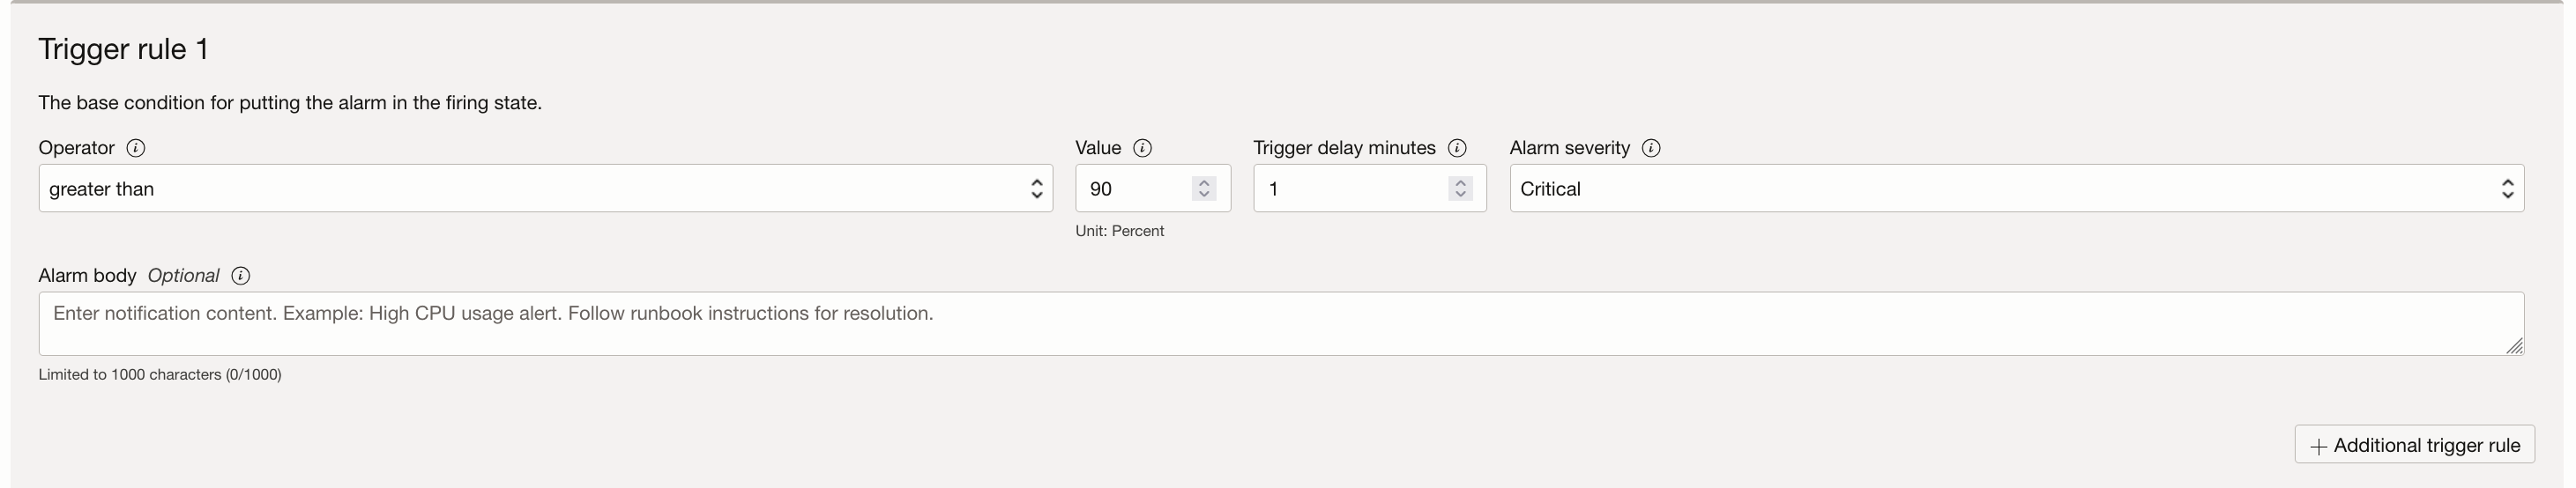 Trigger rule 1
The base condition for putting the alarm in the firing state.
Operator
Value
Trigger delay minutes
Alarm severity
greater than
90
1
Critical
Unit: Percent
Alarm body Optional
Enter notification content. Example: High CPU usage alert. Follow runbook instructions for resolution.
Limited to 1000 characters (0/1000)
+ Additional trigger rule